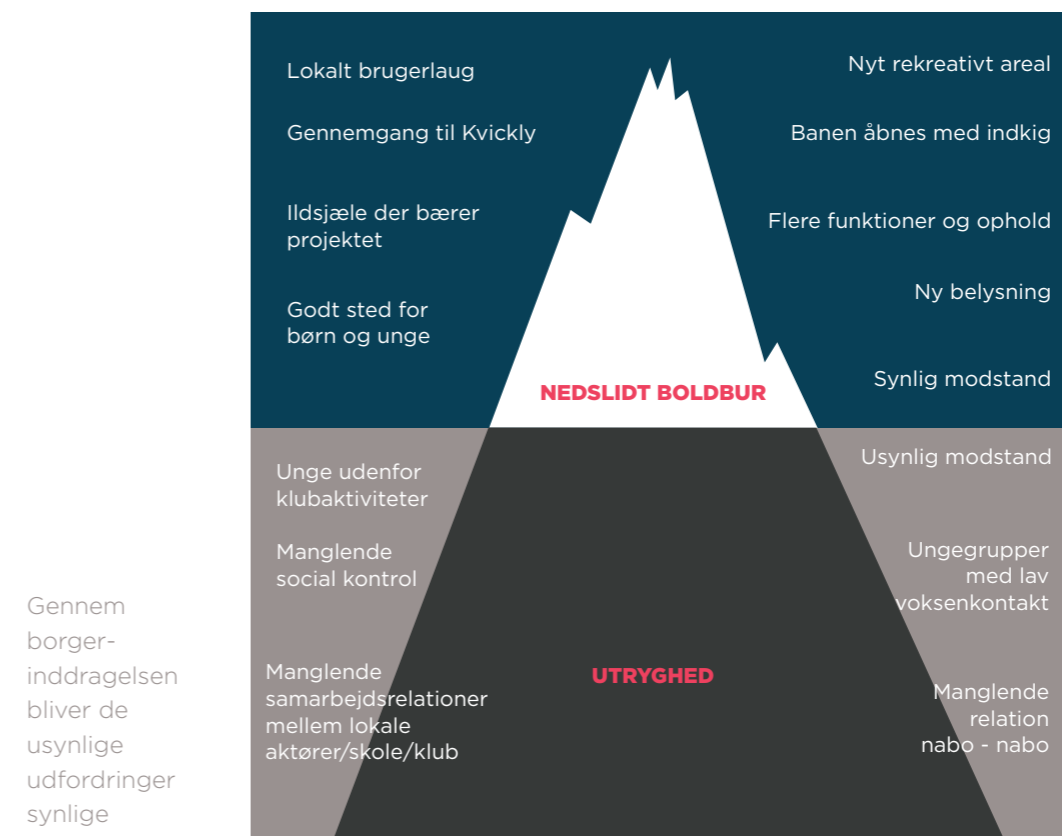 Lokalt brugerlaug
Gennemgang til Kvickly
Ildsjæle der bærer
projektet
Godt sted for
børn og unge
Nyt rekreativt areal
Banen åbnes med indkig
Flere funktioner og ophold
Ny belysning
Synlig modstand
NEDSLIDT BOLDBUR
Unge udenfor
klubaktiviteter
Manglende
social kontrol
Manglende
samarbejdsrelationer
mellem lokale
aktører/skole/klub
UTRYGHED
Usynlig modstand
Ungegrupper
med lav
voksenkontakt
Manglende
relation
nabo - nabo
Gennem
borger-
inddragelsen
bliver de
usynlige
udfordringer
synlige